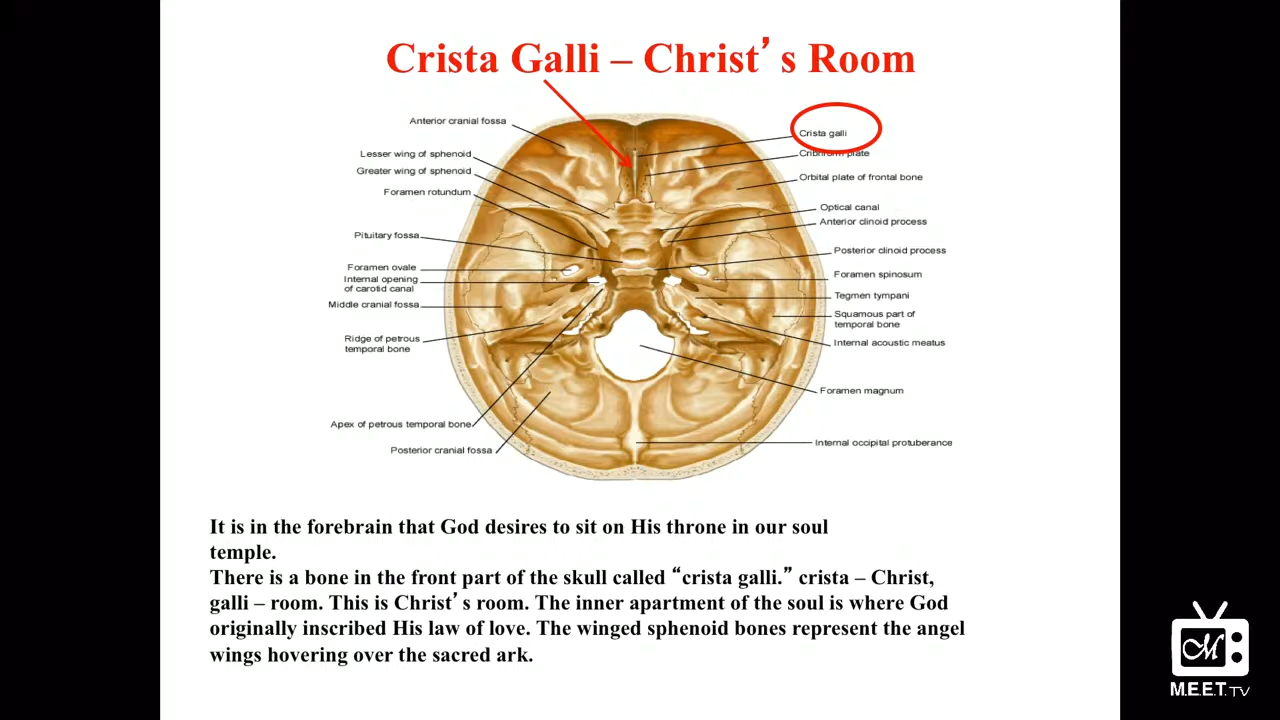 Crista Galli – Christ’s Room
Anterior cranial fossa
Lesser wing of sphenoid
Greater wing of sphenoid
Foramen rotundum
Pituitary fossa
Foramen ovale
Internal opening
of carotid canal
Middle cranial fossa
Ridge of petrous
temporal bone
Apex of petrous temporal bone
Posterior cranial fossa
Crista galli
Cribriform plate
Orbital plate of frontal bone
Optical canal
Anterior clinoid process
Posterior clinoid process
Foramen spinosum
Tegmen tympani
Squamous part of
temporal bone
Internal acoustic meatus
Foramen magnum
Internal occipital protuberance
It is in the forebrain that God desires to sit on His throne in our soul
temple.
There is a bone in the front part of the skull called “crista galli.” crista – Christ,
galli – room. This is Christ’s room. The inner apartment of the soul is where God
originally inscribed His law of love. The winged sphenoid bones represent the angel
wings hovering over the sacred ark.
M
M.E.E.T. TV